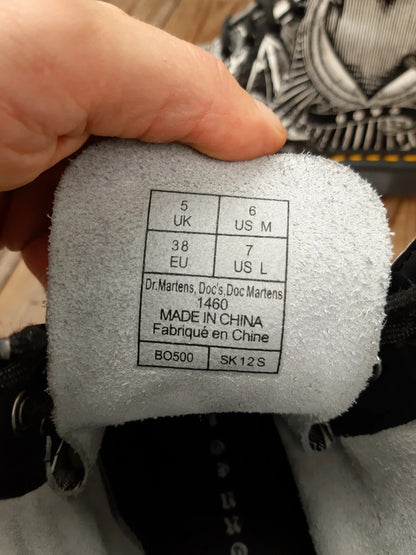 5 6
UK US M
38 7
EU US L
Dr.Martens, Doc's, Doc Martens
1460
MADE IN CHINA
Fabriqué en Chine
BO500 SK12S